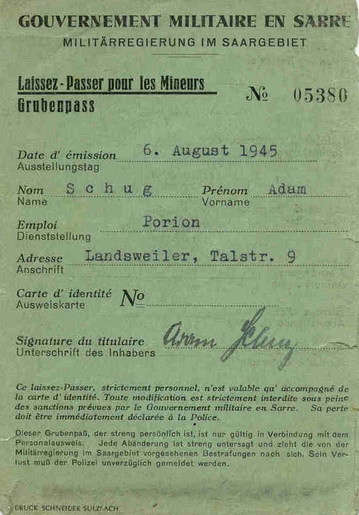 GOUVERNEMENT MILITAIRE EN SARRE
MILITÄRREGIERUNG IM SAARGEBIET
Laissez-Passer pour les Mineurs
Grubenpass
№ 05380
Date d' émission 6. August 1945
Ausstellungstag
Nom Schug Prénom Adam
Name Vorname
Emploi Porion
Dienststellung
Adresse Landsweiler, Talstr. 9
Anschrift
Carte d' identité No
Ausweiskarte
Signature du titulaire Adam Schug
Unterschrift des Inhabers
Ce laissez-Passer, strictement personnel, n'est valable qu' accompagné de
la carte d' identité. Toute modification est strictement interdite sous peine
des sanctions prévues par le Gouvernement militaire en Sarre. Sa perte
doit être immédiatement déclarée à la Police.
Dieser Grubenpaß, der streng persönlich ist, ist nur gültig in Verbindung mit dem
Personalausweis. Jede Abänderung ist streng untersagt und zieht die von der
Militärregierung im Saargebiet vorgesehenen Bestrafungen nach sich. Sein Ver-
lust muß der Polizei unverzüglich gemeldet werden.
DRUCK SCHNEIDER SULZBACH